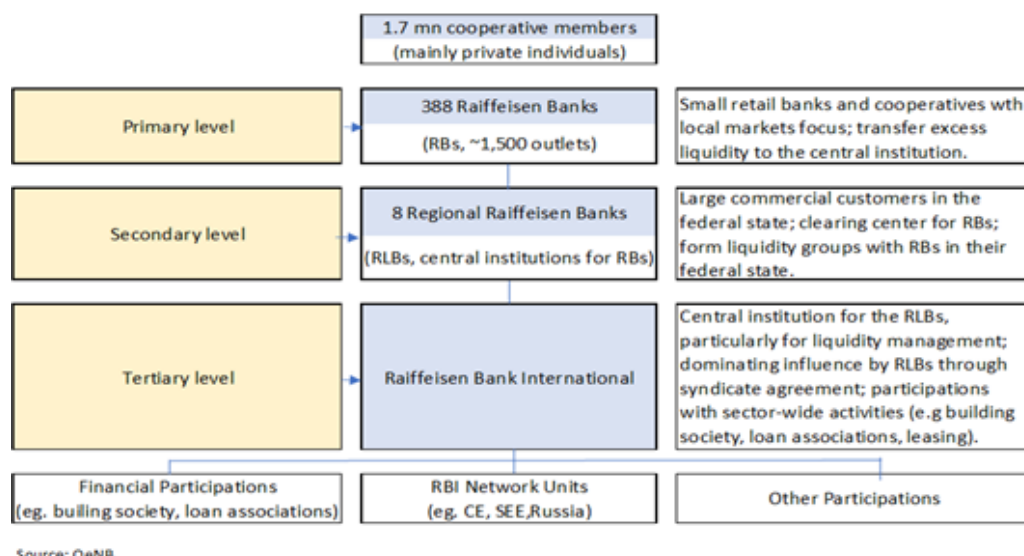 1.7 mn cooperative members
(mainly private individuals)
Primary level
388 Raiffeisen Banks
(RBs, ~1,500 outlets)
Small retail banks and cooperatives wth
local markets focus; transfer excess
liquidity to the central institution.
Secondary level
8 Regional Raiffeisen Banks
(RLBs, central institutions for RBs)
Large commercial customers in the
federal state; clearing center for RBs;
form liquidity groups with RBs in their
federal state.
Tertiary level
Raiffeisen Bank International
Central institution for the RLBs,
particularly for liquidity management;
dominating influence by RLBs through
syndicate agreement; participations
with sector-wide activities (e.g building
society, loan associations, leasing).
Financial Participations
(eg. builing society, loan associations)
RBI Network Units
(eg. CE, SEE,Russia)
Other Participations
Source: OeNB